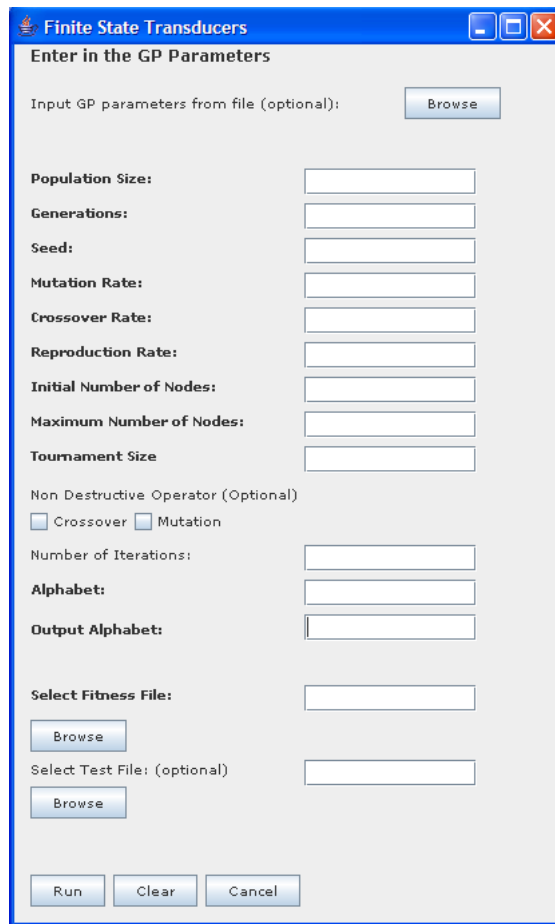 Finite State Transducers
Enter in the GP Parameters
Input GP parameters from file (optional): Browse
Population Size:
Generations:
Seed:
Mutation Rate:
Crossover Rate:
Reproduction Rate:
Initial Number of Nodes:
Maximum Number of Nodes:
Tournament Size
Non Destructive Operator (Optional)
Crossover Mutation
Number of Iterations:
Alphabet:
Output Alphabet:
Select Fitness File:
Browse
Select Test File: (optional)
Browse
Run Clear Cancel